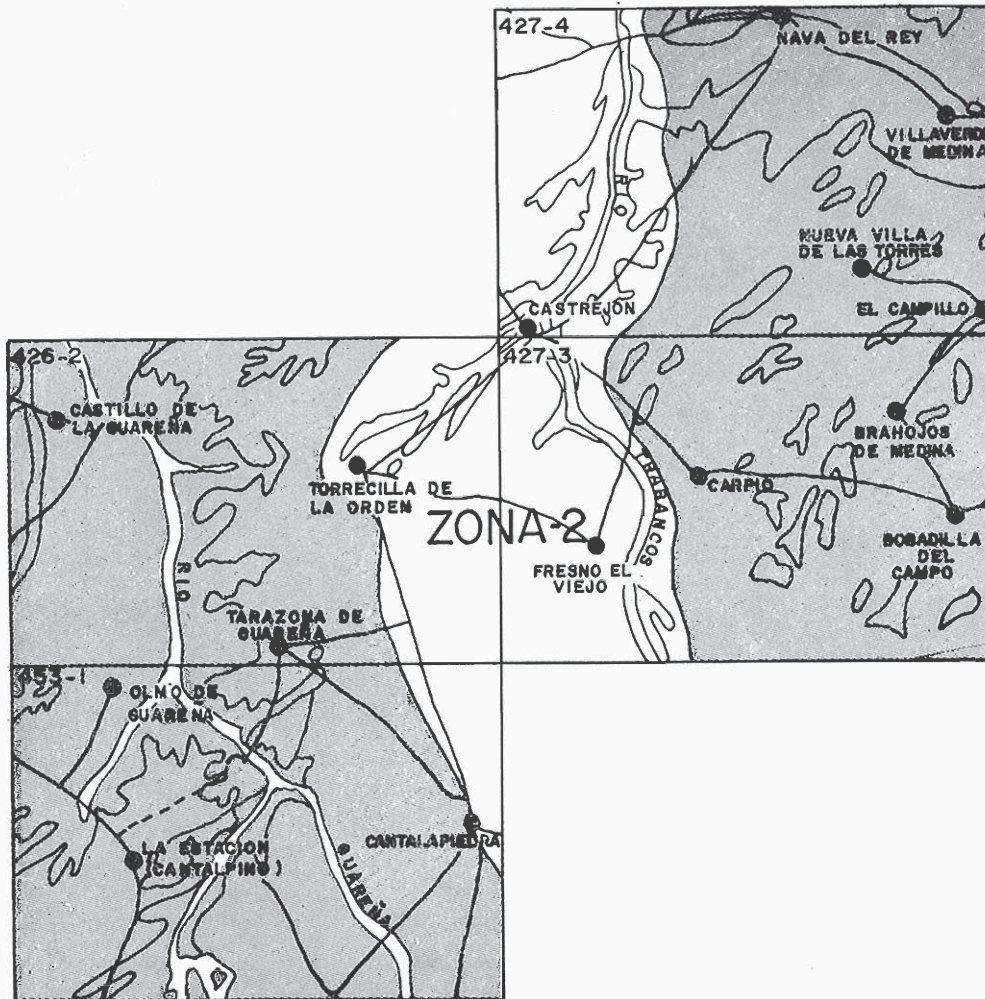 427-4
NAVA DEL REY
VILLAVERDE
DE MEDINA
RIO
NUEVA VILLA
DE LAS TORRES
CASTREJON
EL CAMPILLO
426-2
427-3
CASTILLO DE
LA GUAREÑA
BRAHOJOS
DE MEDINA
TRABANCOS
CARPIO
TORRECILLA DE
LA ORDEN
ZONA-2
BOBADILLA
DEL
CAMPO
FRESNO EL
VIEJO
RIO
TARAZONA DE
GUAREÑA
453-1
OLMO DE
GUAREÑA
CANTALAPIEDRA
LA ESTACION
(CANTALPINO)
GUAREÑA